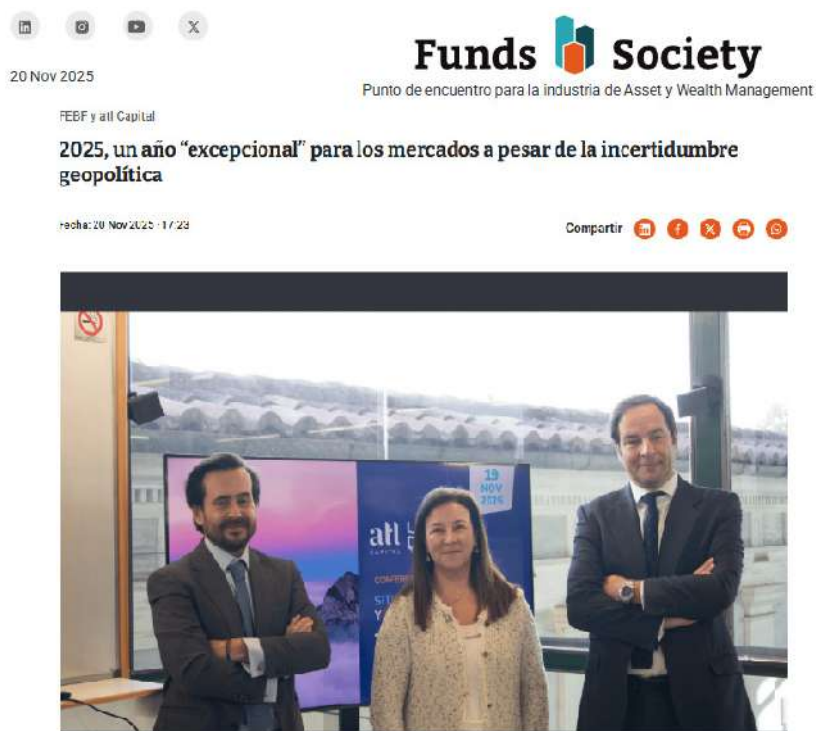 Funds Society
20 Nov 2025
Punto de encuentro para la industria de Asset y Wealth Management
FEBF y atl Capital
2025, un año “excepcional” para los mercados a pesar de la incertidumbre
geopolítica
Fecha: 20 Nov 2025 - 17:23
Compartir
19
NOV
2025
atl
CAPITAL
CONFERE